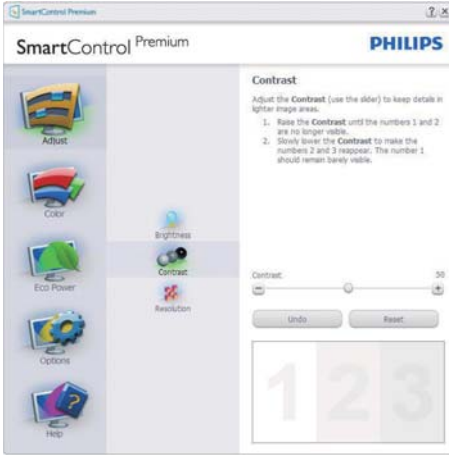 SmartControl Premium
SmartControl Premium
PHILIPS
Adjust
Color
Eco Power
Options
Help
Brightness
Contrast
Resolution
Contrast
Adjust the Contrast (use the slider) to keep details in
lighter image areas.
1. Raise the Contrast until the numbers 1 and 2
are no longer visible.
2. Slowly lower the Contrast to make the
numbers 2 and 3 reappear. The number 1
should remain barely visible.
Contrast 50
Undo Reset
1 2 3